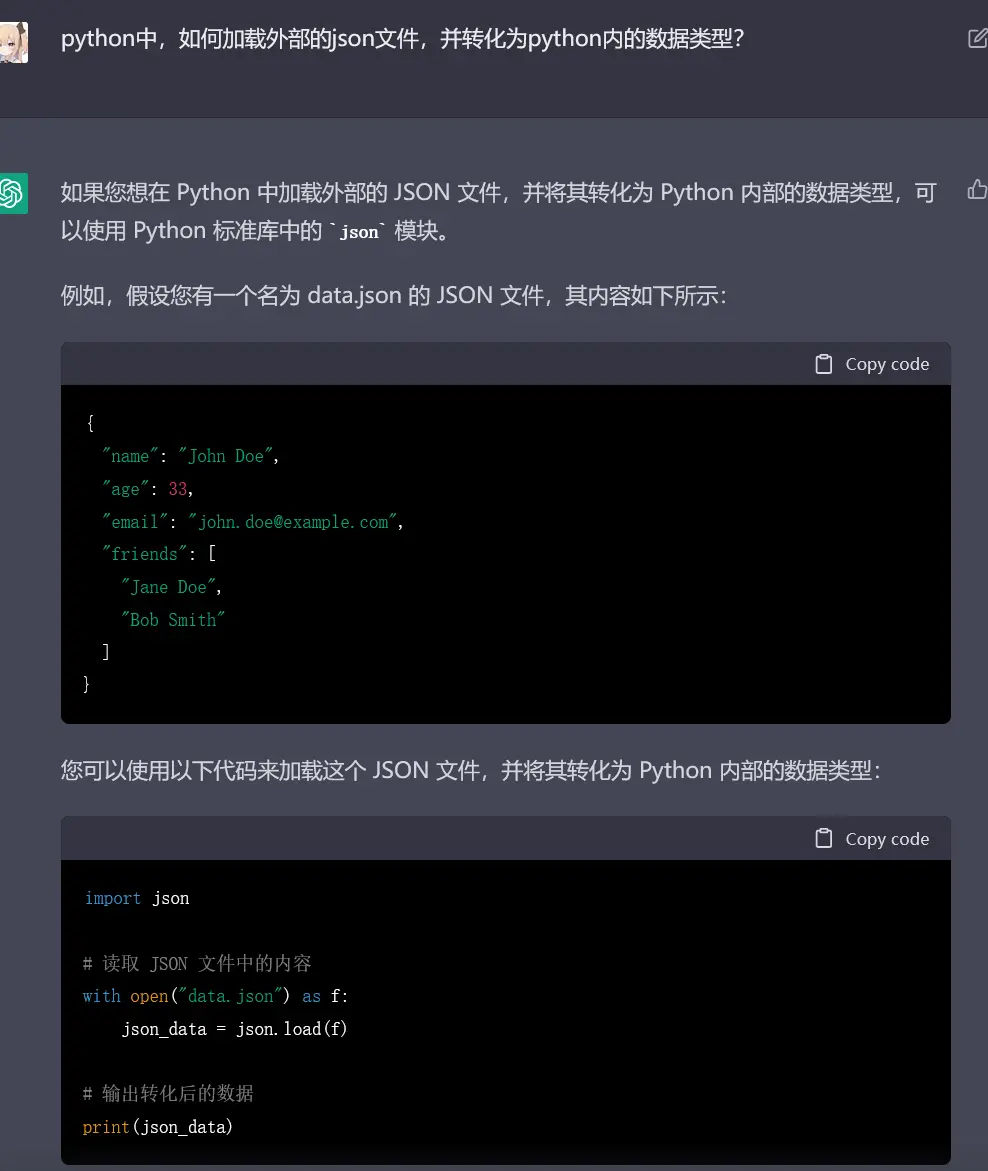 python中，如何加载外部的json文件，并转化为python内的数据类型？
如果您想在 Python 中加载外部的 JSON 文件，并将其转化为 Python 内部的数据类型，可
以使用 Python 标准库中的 `json` 模块。
例如，假设您有一个名为 data.json 的 JSON 文件，其内容如下所示：
Copy code
{
  "name": "John Doe",
  "age": 33,
  "email": "john.doe@example.com",
  "friends": [
    "Jane Doe",
    "Bob Smith"
  ]
}
您可以使用以下代码来加载这个 JSON 文件，并将其转化为 Python 内部的数据类型：
Copy code
import json
# 读取 JSON 文件中的内容
with open("data.json") as f:
    json_data = json.load(f)
# 输出转化后的数据
print(json_data)